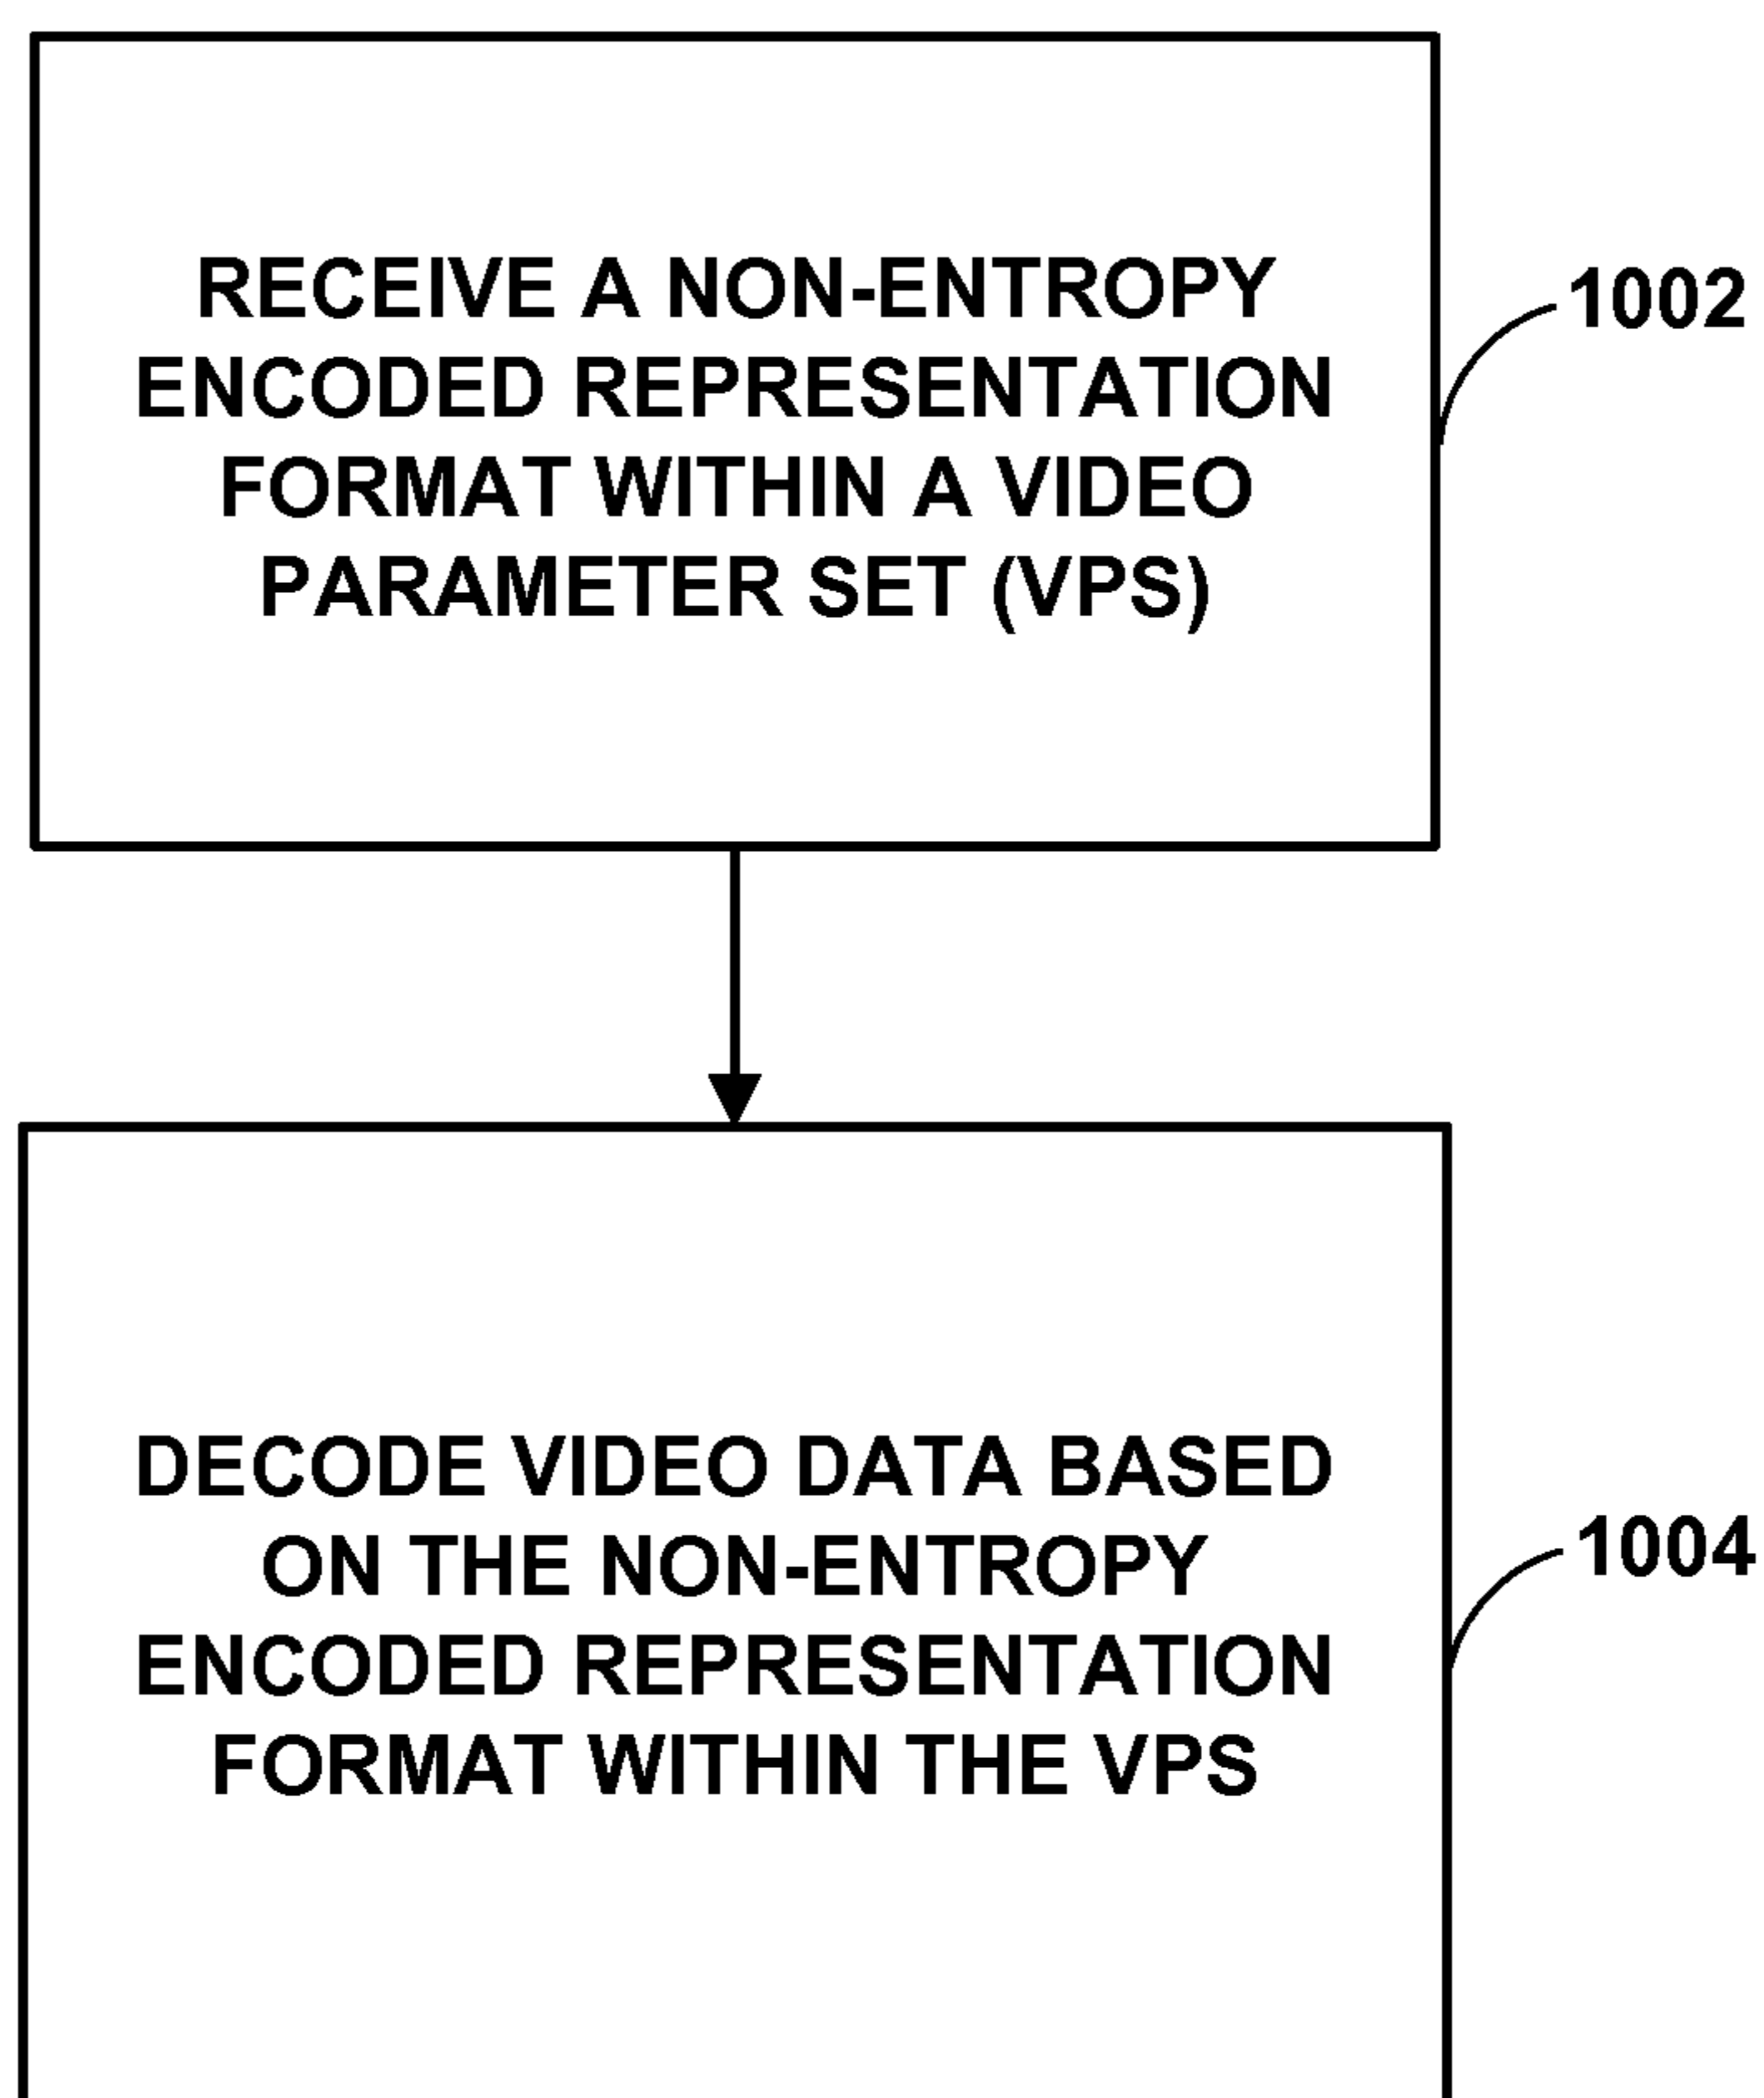 RECEIVE A NON-ENTROPY
ENCODED REPRESENTATION
FORMAT WITHIN A VIDEO
PARAMETER SET (VPS)
1002
DECODE VIDEO DATA BASED
ON THE NON-ENTROPY
ENCODED REPRESENTATION
FORMAT WITHIN THE VPS
1004